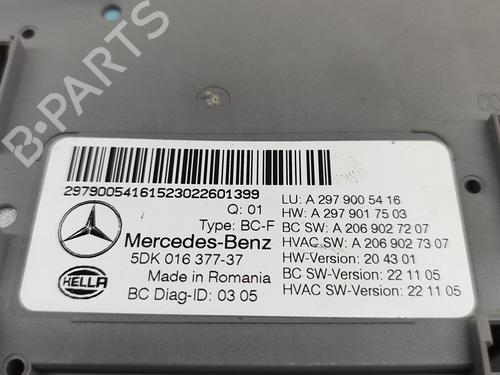 29790054161523022601399
Q: 01
Type: BC-F
Mercedes-Benz
5DK 016 377-37
Made in Romania
BC Diag-ID: 03 05
HELLA
LU: A 297 900 54 16
HW: A 297 901 75 03
BC SW: A 206 902 72 07
HVAC SW: A 206 902 73 07
HW-Version: 20 43 01
BC SW-Version: 22 11 05
HVAC SW-Version: 22 11 05
B-PARTS